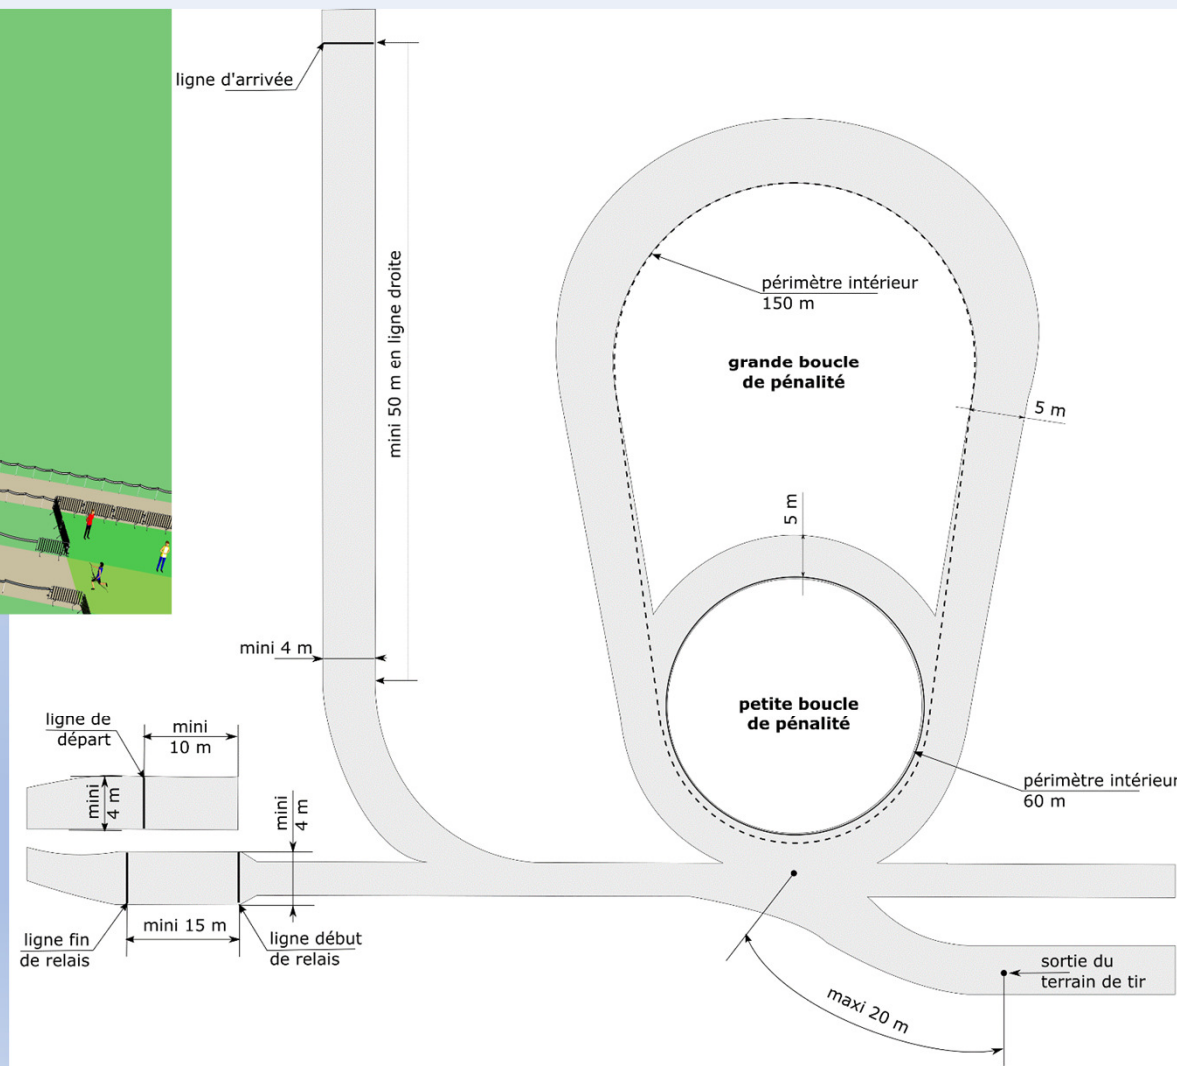 ligne d'arrivée
mini 50 m en ligne droite
périmètre intérieur
150 m
grande boucle
de pénalité
5 m
5 m
mini 4 m
petite boucle
de pénalité
ligne de
départ
mini
10 m
mini
4 m
mini
4 m
périmètre intérieur
60 m
mini 15 m
ligne fin
de relais
ligne début
de relais
sortie du
terrain de tir
maxi 20 m